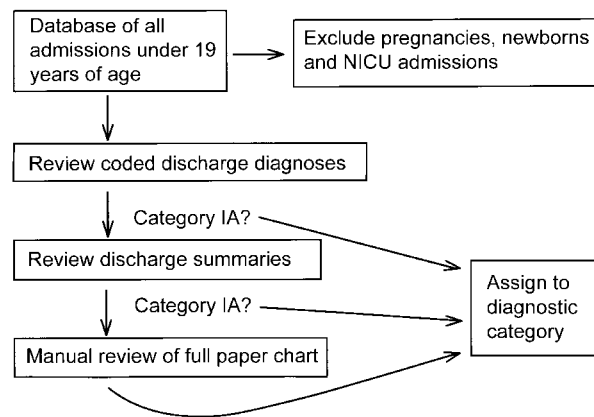 Database of all
admissions under 19
years of age
Exclude pregnancies, newborns
and NICU admissions
Review coded discharge diagnoses
Category IA?
Review discharge summaries
Category IA?
Manual review of full paper chart
Assign to
diagnostic
category